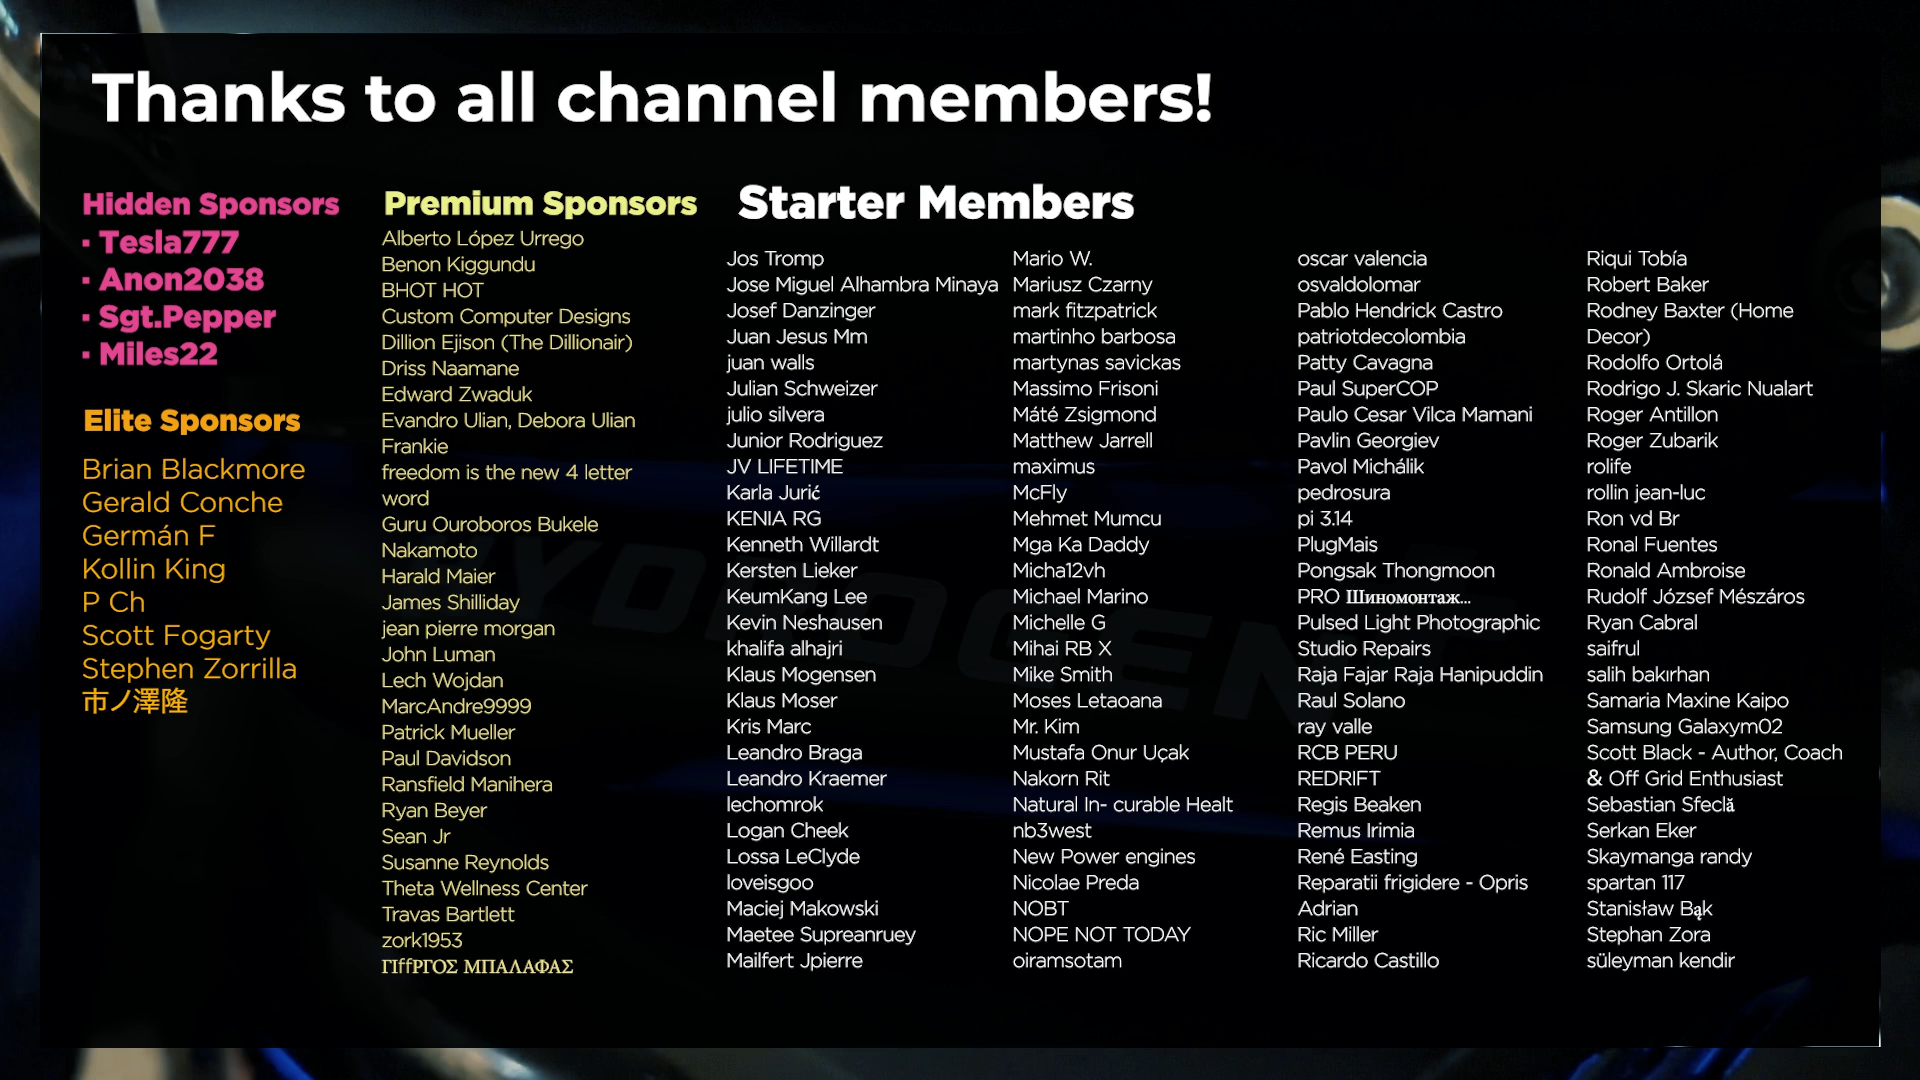 Thanks to all channel members!
Hidden Sponsors
· Tesla777
· Anon2038
· Sgt.Pepper
· Miles22
Elite Sponsors
Brian Blackmore
Gerald Conche
Germán F
Kollin King
P Ch
Scott Fogarty
Stephen Zorrilla
市ノ澤隆
Premium Sponsors
Alberto López Urrego
Benon Kiggundu
BHOT HOT
Custom Computer Designs
Dillion Ejison (The Dillionair)
Driss Naamane
Edward Zwaduk
Evandro Ulian, Debora Ulian
Frankie
freedom is the new 4 letter
word
Guru Ouroboros Bukele
Nakamoto
Harald Maier
James Shilliday
jean pierre morgan
John Luman
Lech Wojdan
MarcAndre9999
Patrick Mueller
Paul Davidson
Ransfield Manihera
Ryan Beyer
Sean Jr
Susanne Reynolds
Theta Wellness Center
Travas Bartlett
zork1953
ΓΙffΡΓΟΣ ΜΠΑΛΑΦΑΣ
Starter Members
Jos Tromp
Jose Miguel Alhambra Minaya
Josef Danzinger
Juan Jesus Mm
juan walls
Julian Schweizer
julio silvera
Junior Rodriguez
JV LIFETIME
Karla Jurić
KENIA RG
Kenneth Willardt
Kersten Lieker
KeumKang Lee
Kevin Neshausen
khalifa alhajri
Klaus Mogensen
Klaus Moser
Kris Marc
Leandro Braga
Leandro Kraemer
lechomrok
Logan Cheek
Lossa LeClyde
loveisgoo
Maciej Makowski
Maetee Supreanruey
Mailfert Jpierre
Mario W.
Mariusz Czarny
mark fitzpatrick
martinho barbosa
martynas savickas
Massimo Frisoni
Máté Zsigmond
Matthew Jarrell
maximus
McFly
Mehmet Mumcu
Mga Ka Daddy
Micha12vh
Michael Marino
Michelle G
Mihai RB X
Mike Smith
Moses Letaoana
Mr. Kim
Mustafa Onur Uçak
Nakorn Rit
Natural In- curable Healt
nb3west
New Power engines
Nicolae Preda
NOBT
NOPE NOT TODAY
oiramsotam
oscar valencia
osvaldolomar
Pablo Hendrick Castro
patriotdecolombia
Patty Cavagna
Paul SuperCOP
Paulo Cesar Vilca Mamani
Pavlin Georgiev
Pavol Michálik
pedrosura
pi 3.14
PlugMais
Pongsak Thongmoon
PRO Шиномонтаж...
Pulsed Light Photographic
Studio Repairs
Raja Fajar Raja Hanipuddin
Raul Solano
ray valle
RCB PERU
REDRIFT
Regis Beaken
Remus Irimia
René Easting
Reparatii frigidere - Opris
Adrian
Ric Miller
Ricardo Castillo
Riqui Tobía
Robert Baker
Rodney Baxter (Home
Decor)
Rodolfo Ortolá
Rodrigo J. Skaric Nualart
Roger Antillon
Roger Zubarik
rolife
rollin jean-luc
Ron vd Br
Ronal Fuentes
Ronald Ambroise
Rudolf József Mészáros
Ryan Cabral
saifrul
salih bakırhan
Samaria Maxine Kaipo
Samsung Galaxym02
Scott Black - Author, Coach
& Off Grid Enthusiast
Sebastian Sfeclă
Serkan Eker
Skaymanga randy
spartan 117
Stanisław Bąk
Stephan Zora
süleyman kendir